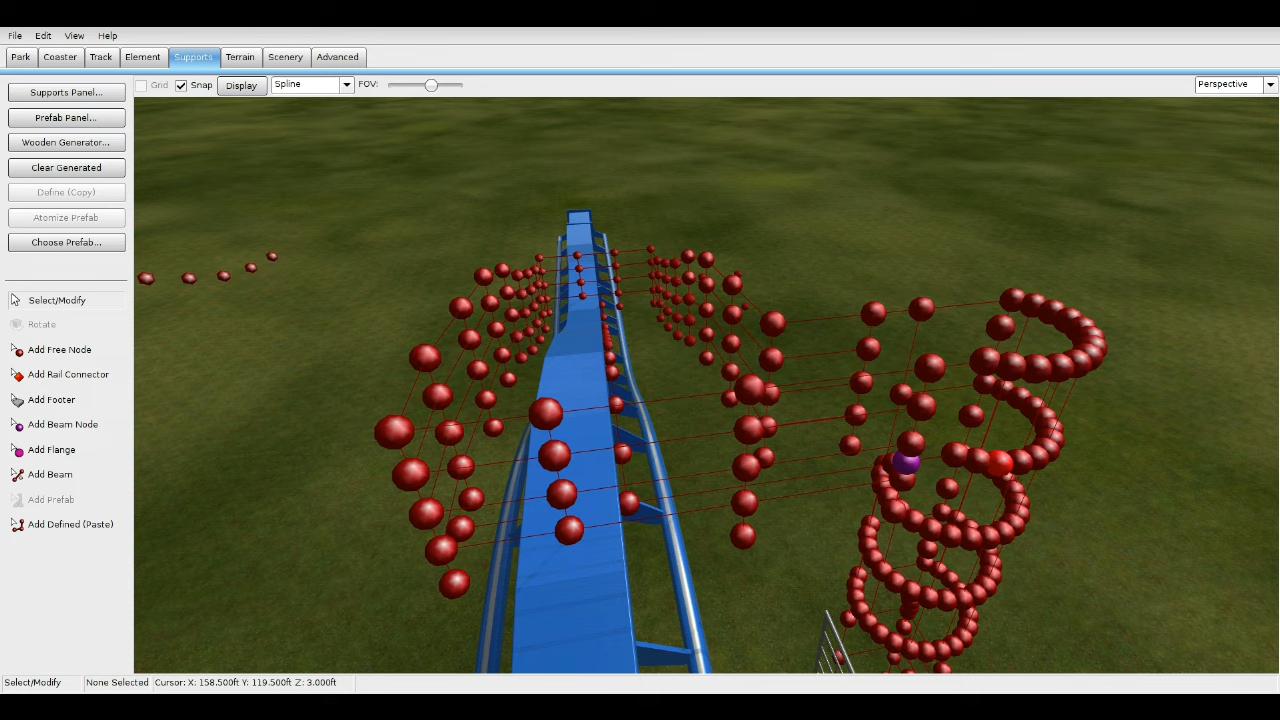 File Edit View Help
Park Coaster Track Element Supports Terrain Scenery Advanced
Supports Panel... Grid Snap Display Spline FOV: Perspective
Prefab Panel...
Wooden Generator...
Clear Generated
Define (Copy)
Atomize Prefab
Choose Prefab...
Select/Modify
Rotate
Add Free Node
Add Rail Connector
Add Footer
Add Beam Node
Add Flange
Add Beam
Add Prefab
Add Defined (Paste)
Select/Modify None Selected Cursor: X: 158.500ft Y: 119.500ft Z: 3.000ft